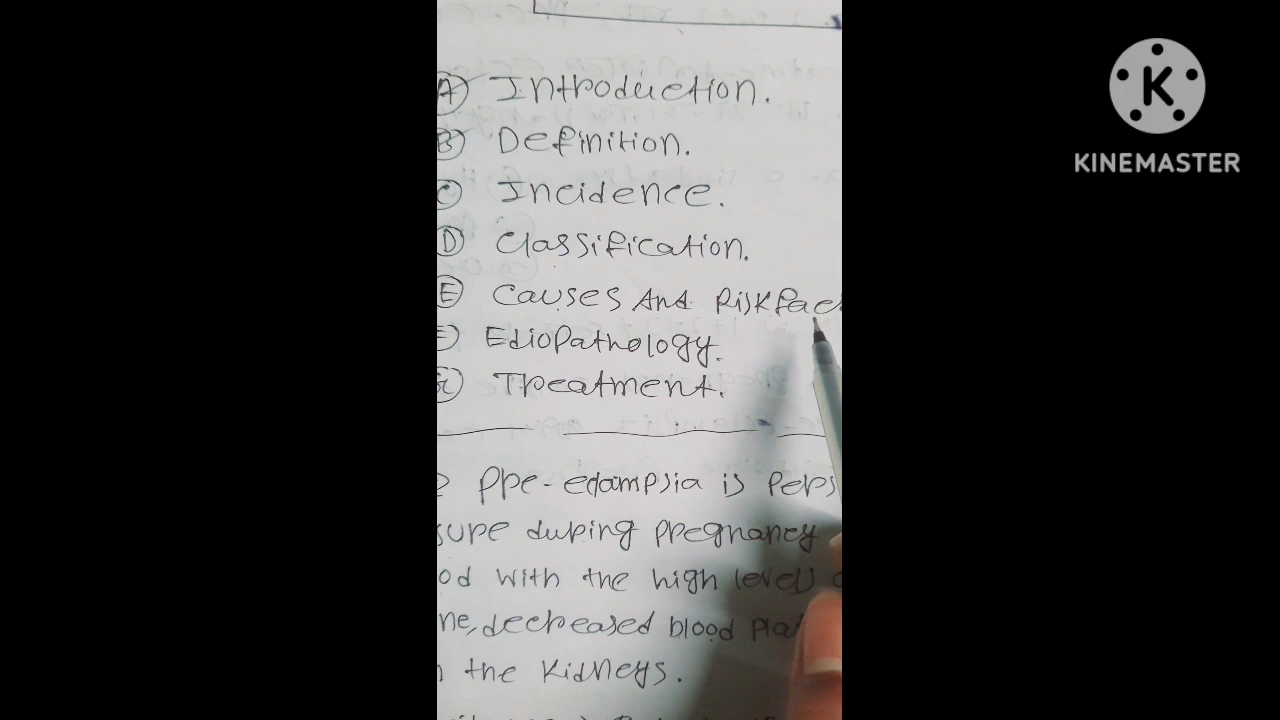 A Introduction.
B Definition.
C Incidence.
D Classification.
E Causes And Riskfac
F Ediopathology.
G Treatment.
Ppe-eclampsia is Pers
sure during pregnancy
od with the high level
ne, decreased blood pla
n the Kidneys.
K
KINEMASTER